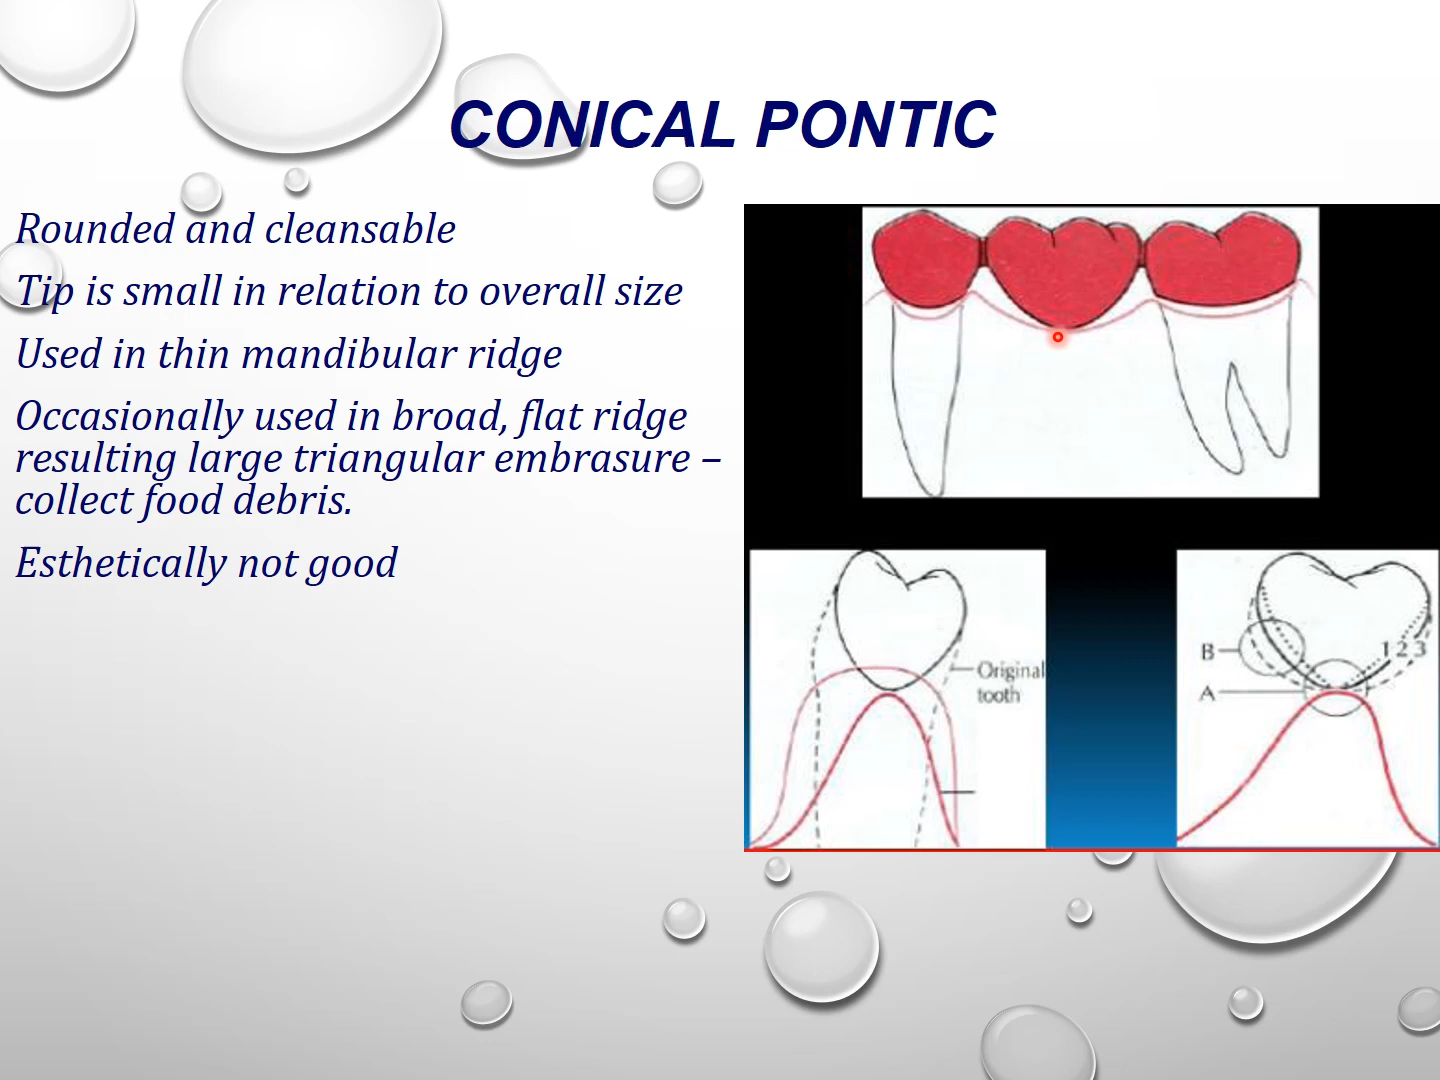 CONICAL PONTIC
Rounded and cleansable
Tip is small in relation to overall size
Used in thin mandibular ridge
Occasionally used in broad, flat ridge
resulting large triangular embrasure –
collect food debris.
Esthetically not good
Original
tooth
B
A
1 2 3